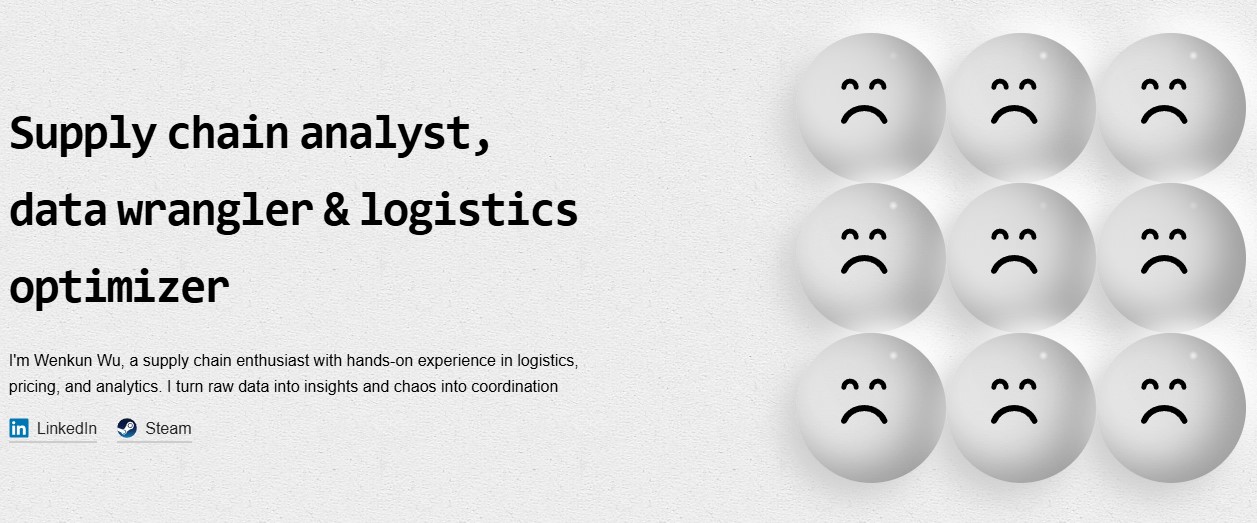 Supply chain analyst,
data wrangler & logistics
optimizer
I'm Wenkun Wu, a supply chain enthusiast with hands-on experience in logistics,
pricing, and analytics. I turn raw data into insights and chaos into coordination
LinkedIn Steam